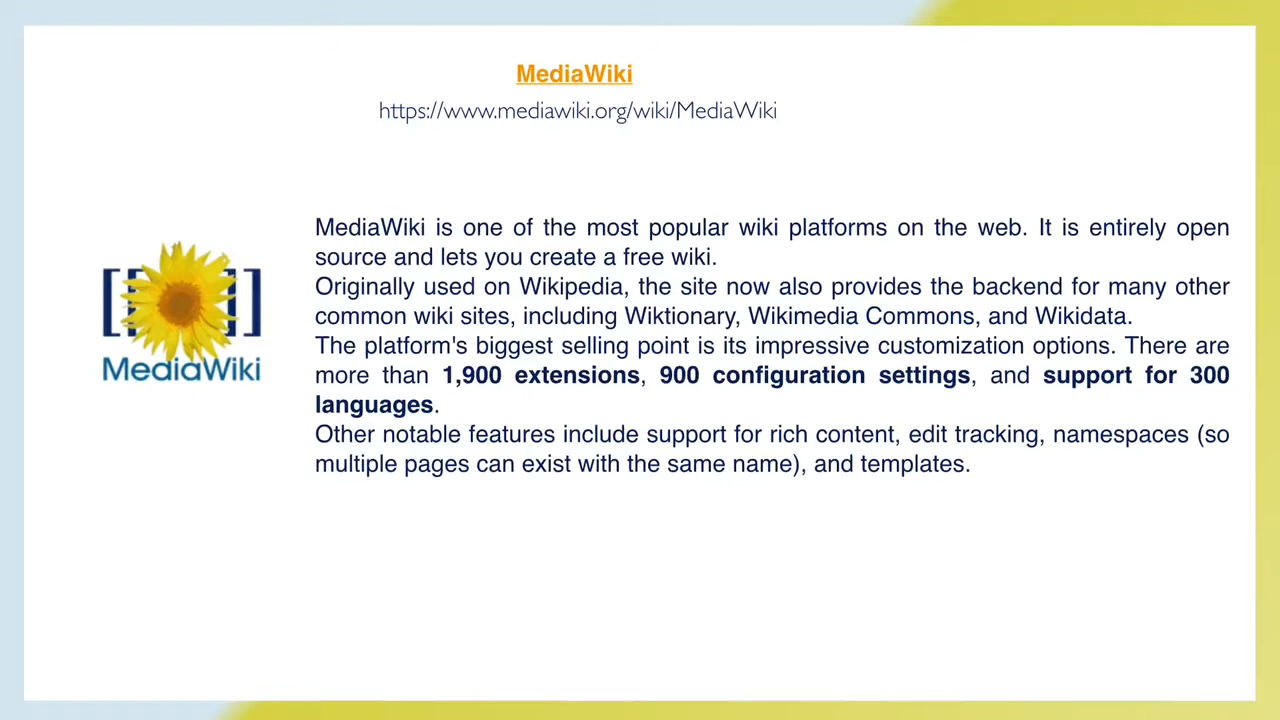 MediaWiki
https://www.mediawiki.org/wiki/MediaWiki
MediaWiki is one of the most popular wiki platforms on the web. It is entirely open
source and lets you create a free wiki.
Originally used on Wikipedia, the site now also provides the backend for many other
common wiki sites, including Wiktionary, Wikimedia Commons, and Wikidata.
The platform's biggest selling point is its impressive customization options. There are
more than 1,900 extensions, 900 configuration settings, and support for 300
languages.
Other notable features include support for rich content, edit tracking, namespaces (so
multiple pages can exist with the same name), and templates.
[[ ]]
MediaWiki